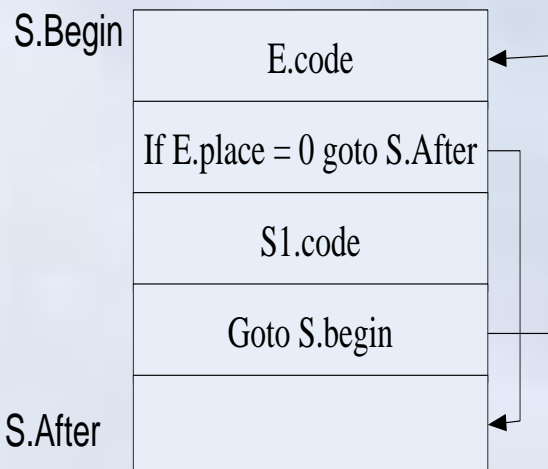 S.Begin
E.code
If E.place = 0 goto S.After
S1.code
Goto S.begin
S.After